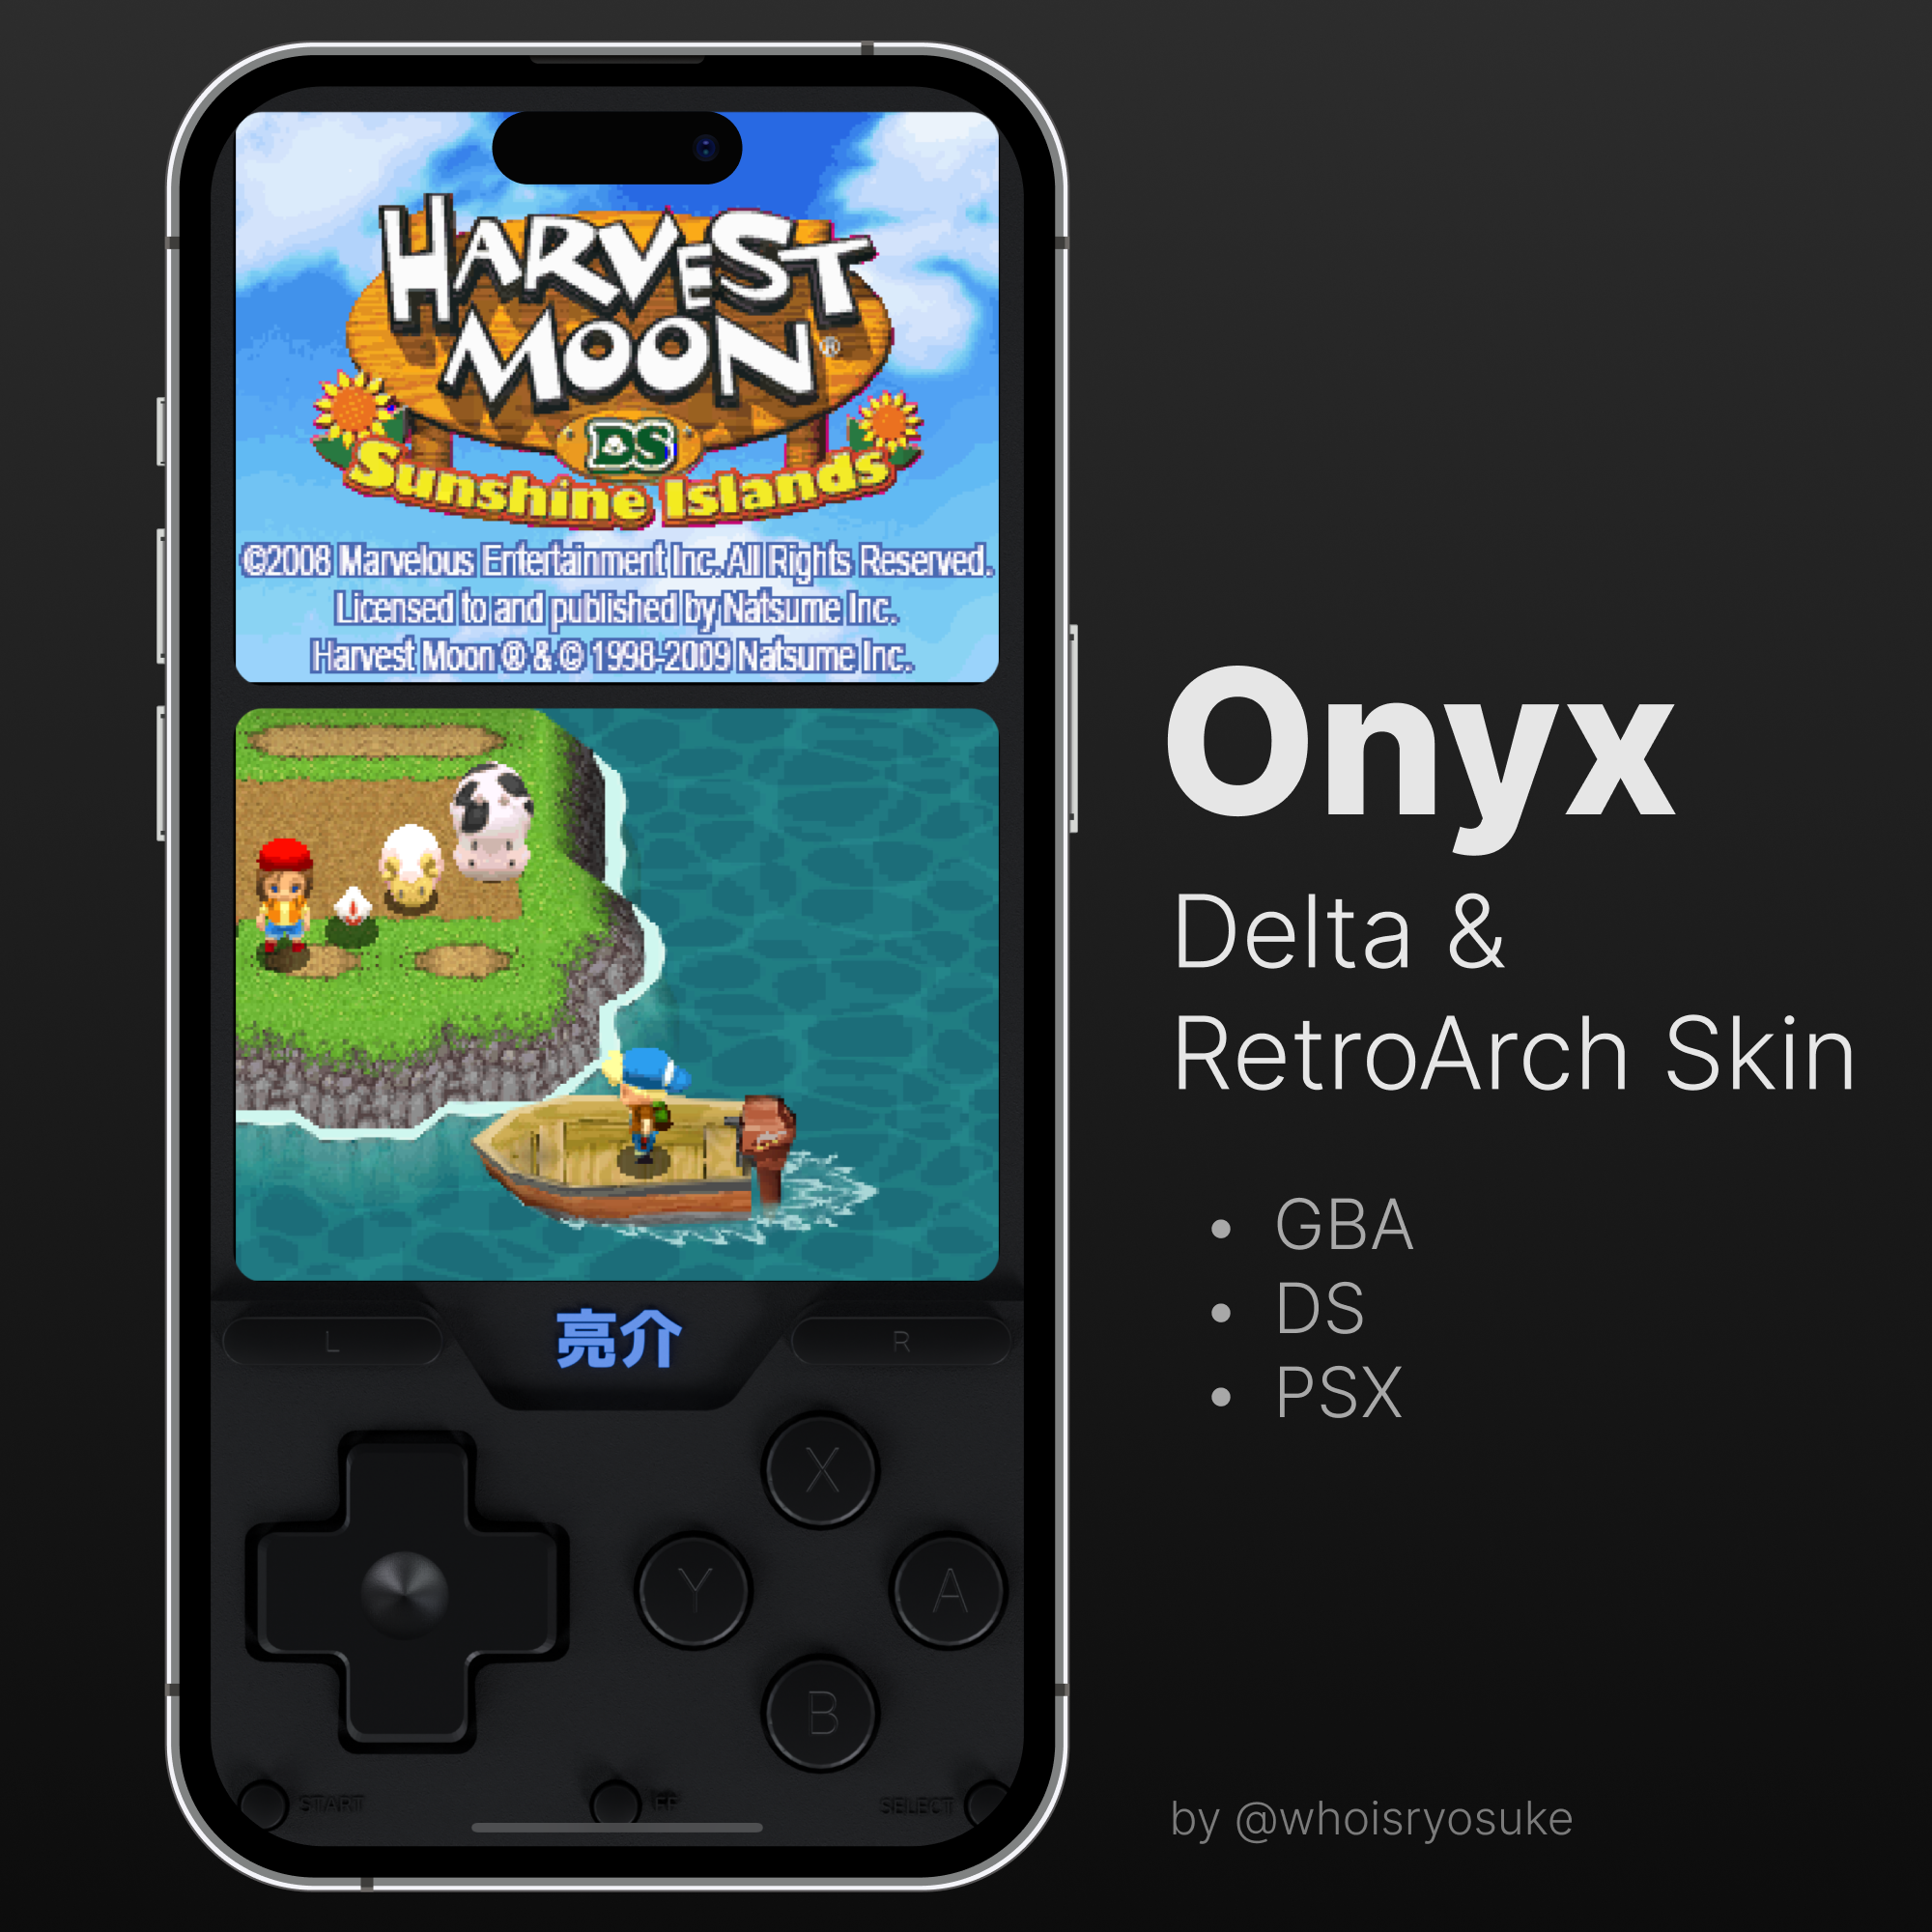 HARVEST
MOON®
DS
Sunshine Islands
©2008 Marvelous Entertainment Inc. All Rights Reserved.
Licensed to and published by Natsume Inc.
Harvest Moon ® & © 1998-2009 Natsume Inc.
L
亮介
R
X
Y
A
B
START
FF
SELECT
Onyx
Delta &
RetroArch Skin
• GBA
• DS
• PSX
by @whoisryosuke